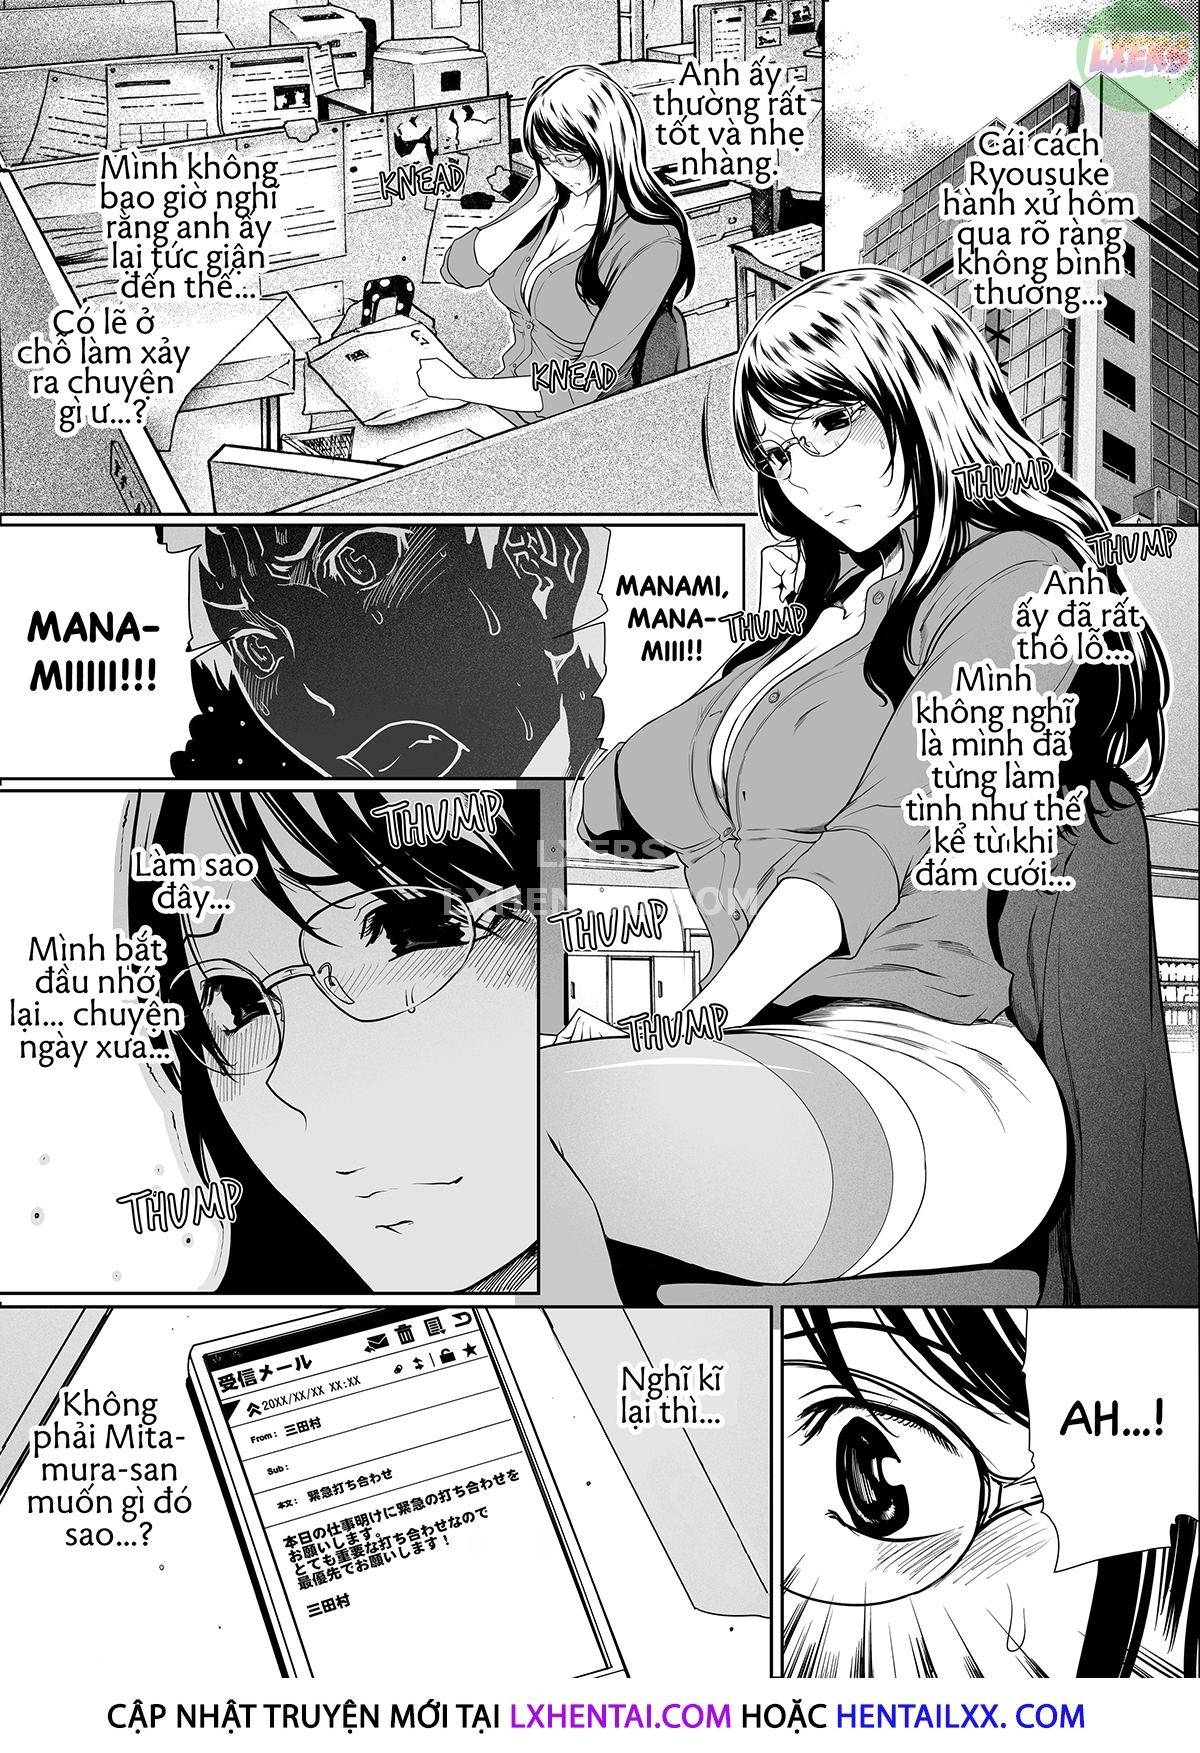 LXERS
Cái cách
Ryousuke
hành xử hôm
qua rõ ràng
không bình
thường...
Anh ấy
thường rất
tốt và nhẹ
nhàng.
KNEAD
KNEAD
Mình không
bao giờ nghĩ
rằng anh ấy
lại tức giận
đến thế...
Có lẽ ở
chỗ làm xảy
ra chuyện
gì ư...?
THUMP
THUMP
THUMP
Anh
ấy đã rất
thô lỗ...
Mình
không nghĩ
là mình đã
từng làm
tình như thế
kể từ khi
đám cưới...
MANAMI,
MANA-
MIII!!
MANA-
MIIIIII!!!
THUMP
THUMP
THUMP
Làm sao
đây...
Mình bắt
đầu nhớ
lại... chuyện
ngày xưa...
THUMP
LXERS
LXHENTAI.COM
AH...!
Nghĩ kĩ
lại thì...
受信メール
20XX/XX/XX XX:XX
From: 三田村
Sub:
本文: 緊急打ち合わせ
本日の仕事明けに緊急の打ち合わせを
お願いします。
とても重要な打ち合わせなので
最優先でお願いします!
三田村
Không
phải Mita-
mura-san
muốn gì đó
sao...?
CẬP NHẬT TRUYỆN MỚI TẠI LXHENTAI.COM HOẶC HENTAILXX. COM